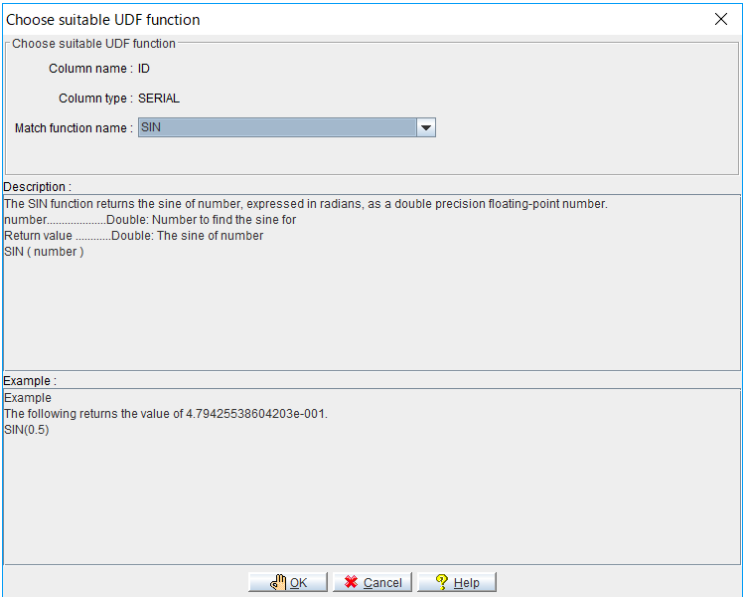 Choose suitable UDF function
Choose suitable UDF function
Column name : ID
Column type : SERIAL
Match function name : SIN
Description :
The SIN function returns the sine of number, expressed in radians, as a double precision floating-point number.
number...................Double: Number to find the sine for
Return value ...........Double: The sine of number
SIN ( number )
Example :
Example
The following returns the value of 4.79425538604203e-001.
SIN(0.5)
OK Cancel Help